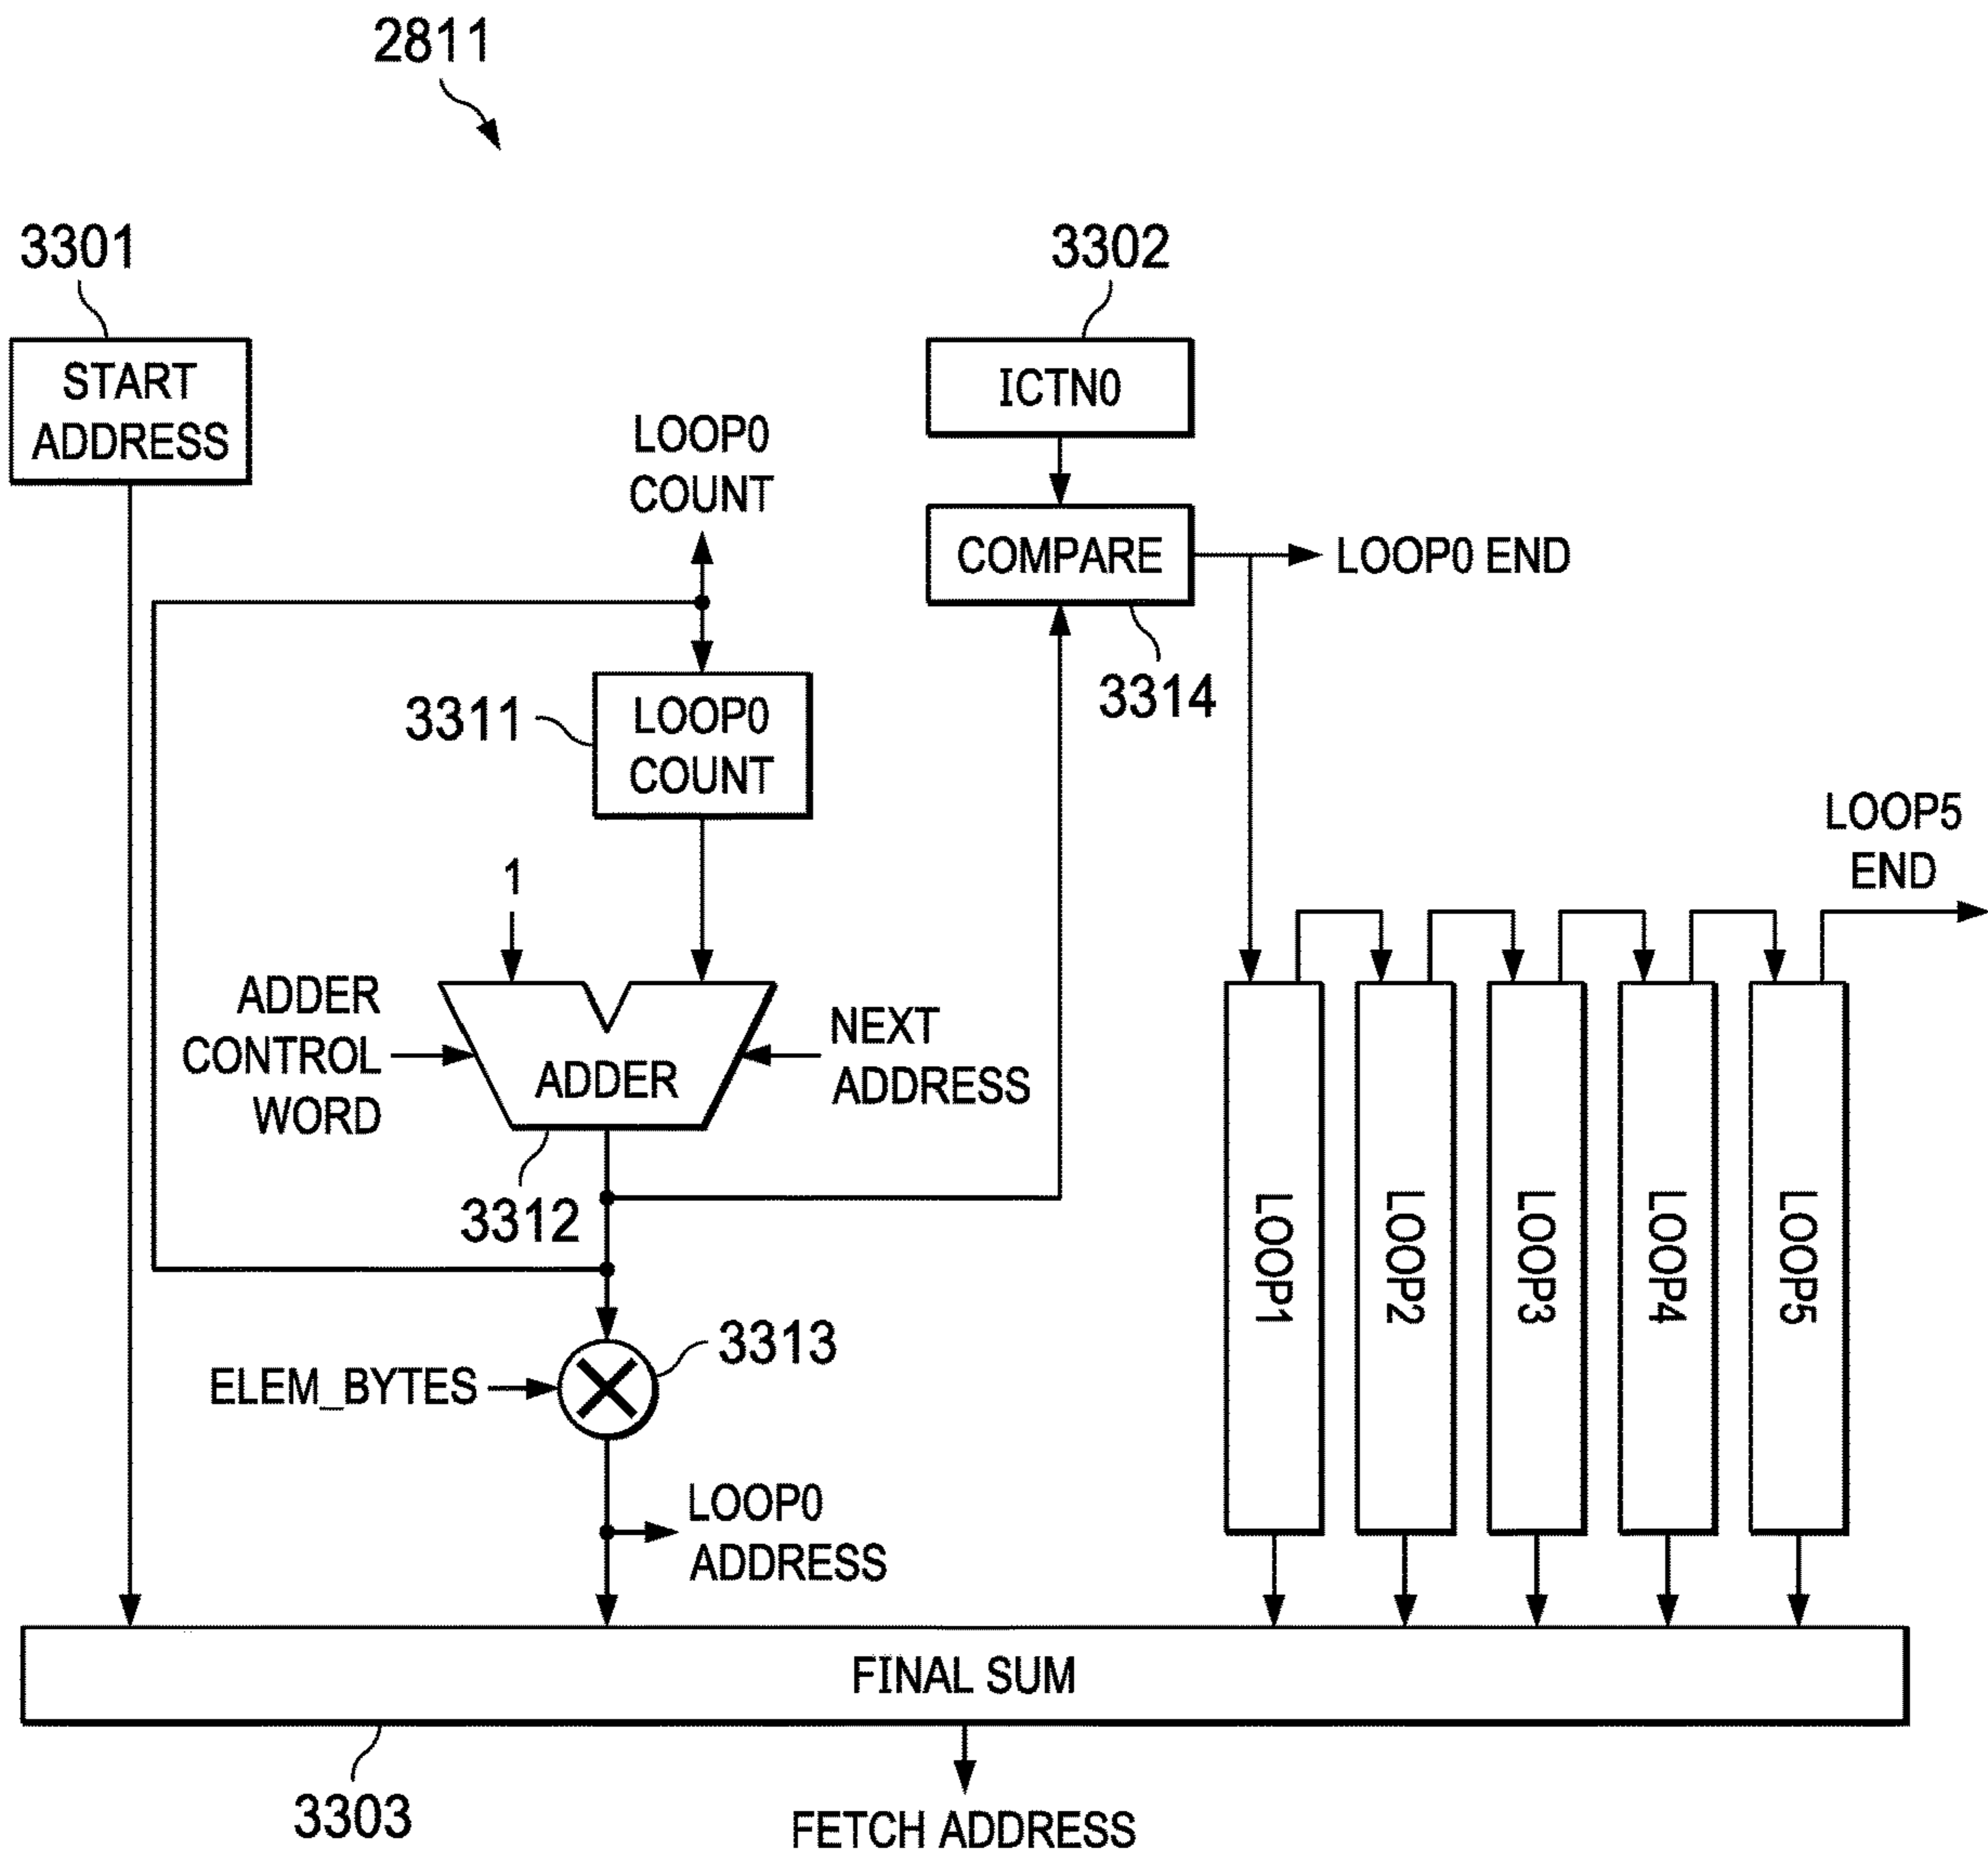 2811
3301
3302
START
ADDRESS
ICTN0
LOOP0
COUNT
COMPARE
LOOP0 END
3311
LOOP0
COUNT
3314
LOOP5
END
1
ADDER
CONTROL
WORD
ADDER
NEXT
ADDRESS
3312
LOOP1
LOOP2
LOOP3
LOOP4
LOOP5
3313
ELEM_BYTES
LOOP0
ADDRESS
FINAL SUM
3303
FETCH ADDRESS